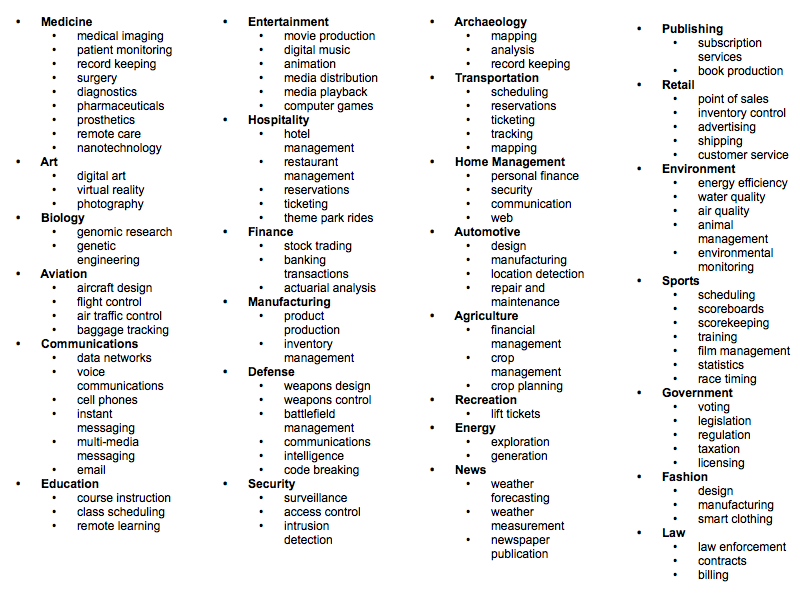 • Medicine
• medical imaging
• patient monitoring
• record keeping
• surgery
• diagnostics
• pharmaceuticals
• prosthetics
• remote care
• nanotechnology
• Art
• digital art
• virtual reality
• photography
• Biology
• genomic research
• genetic
engineering
• Aviation
• aircraft design
• flight control
• air traffic control
• baggage tracking
• Communications
• data networks
• voice
communications
• cell phones
• instant
messaging
• multi-media
messaging
• email
• Education
• course instruction
• class scheduling
• remote learning
• Entertainment
• movie production
• digital music
• animation
• media distribution
• media playback
• computer games
• Hospitality
• hotel
management
• restaurant
management
• reservations
• ticketing
• theme park rides
• Finance
• stock trading
• banking
transactions
• actuarial analysis
• Manufacturing
• product
production
• inventory
management
• Defense
• weapons design
• weapons control
• battlefield
management
• communications
• intelligence
• code breaking
• Security
• surveillance
• access control
• intrusion
detection
• Archaeology
• mapping
• analysis
• record keeping
• Transportation
• scheduling
• reservations
• ticketing
• tracking
• mapping
• Home Management
• personal finance
• security
• communication
• web
• Automotive
• design
• manufacturing
• location detection
• repair and
maintenance
• Agriculture
• financial
management
• crop
management
• crop planning
• Recreation
• lift tickets
• Energy
• exploration
• generation
• News
• weather
forecasting
• weather
measurement
• newspaper
publication
• Publishing
• subscription
services
• book production
• Retail
• point of sales
• inventory control
• advertising
• shipping
• customer service
• Environment
• energy efficiency
• water quality
• air quality
• animal
management
• environmental
monitoring
• Sports
• scheduling
• scoreboards
• scorekeeping
• training
• film management
• statistics
• race timing
• Government
• voting
• legislation
• regulation
• taxation
• licensing
• Fashion
• design
• manufacturing
• smart clothing
• Law
• law enforcement
• contracts
• billing